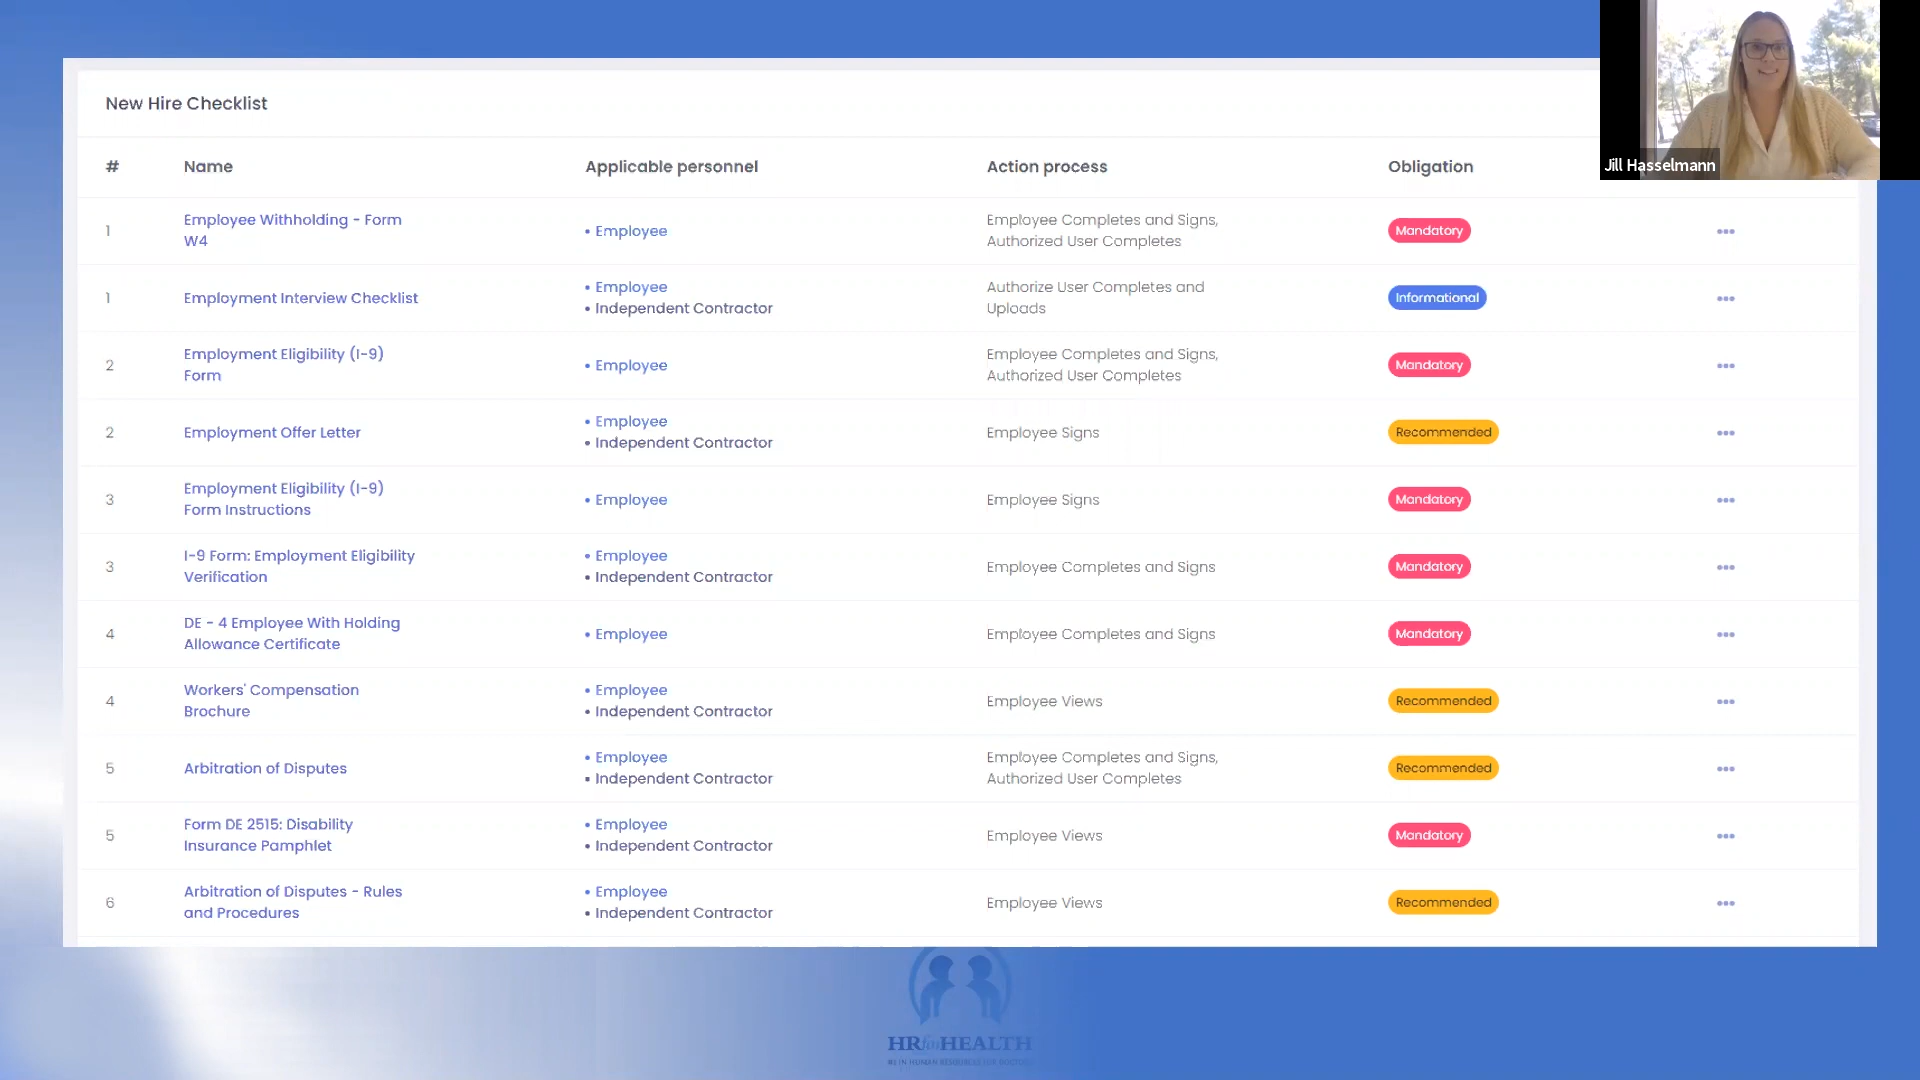 New Hire Checklist
# Name Applicable personnel Action process Obligation
Jill Hasselmann
1 Employee Withholding - Form W4 • Employee Employee Completes and Signs, Authorized User Completes Mandatory
1 Employment Interview Checklist • Employee • Independent Contractor Authorize User Completes and Uploads Informational
2 Employment Eligibility (I-9) Form • Employee Employee Completes and Signs, Authorized User Completes Mandatory
2 Employment Offer Letter • Employee • Independent Contractor Employee Signs Recommended
3 Employment Eligibility (I-9) Form Instructions • Employee Employee Signs Mandatory
3 I-9 Form: Employment Eligibility Verification • Employee • Independent Contractor Employee Completes and Signs Mandatory
4 DE - 4 Employee With Holding Allowance Certificate • Employee Employee Completes and Signs Mandatory
4 Workers' Compensation Brochure • Employee • Independent Contractor Employee Views Recommended
5 Arbitration of Disputes • Employee • Independent Contractor Employee Completes and Signs, Authorized User Completes Recommended
5 Form DE 2515: Disability Insurance Pamphlet • Employee • Independent Contractor Employee Views Mandatory
6 Arbitration of Disputes - Rules and Procedures • Employee • Independent Contractor Employee Views Recommended
HR for HEALTH
#1 IN HUMAN RESOURCES FOR DOCTORS